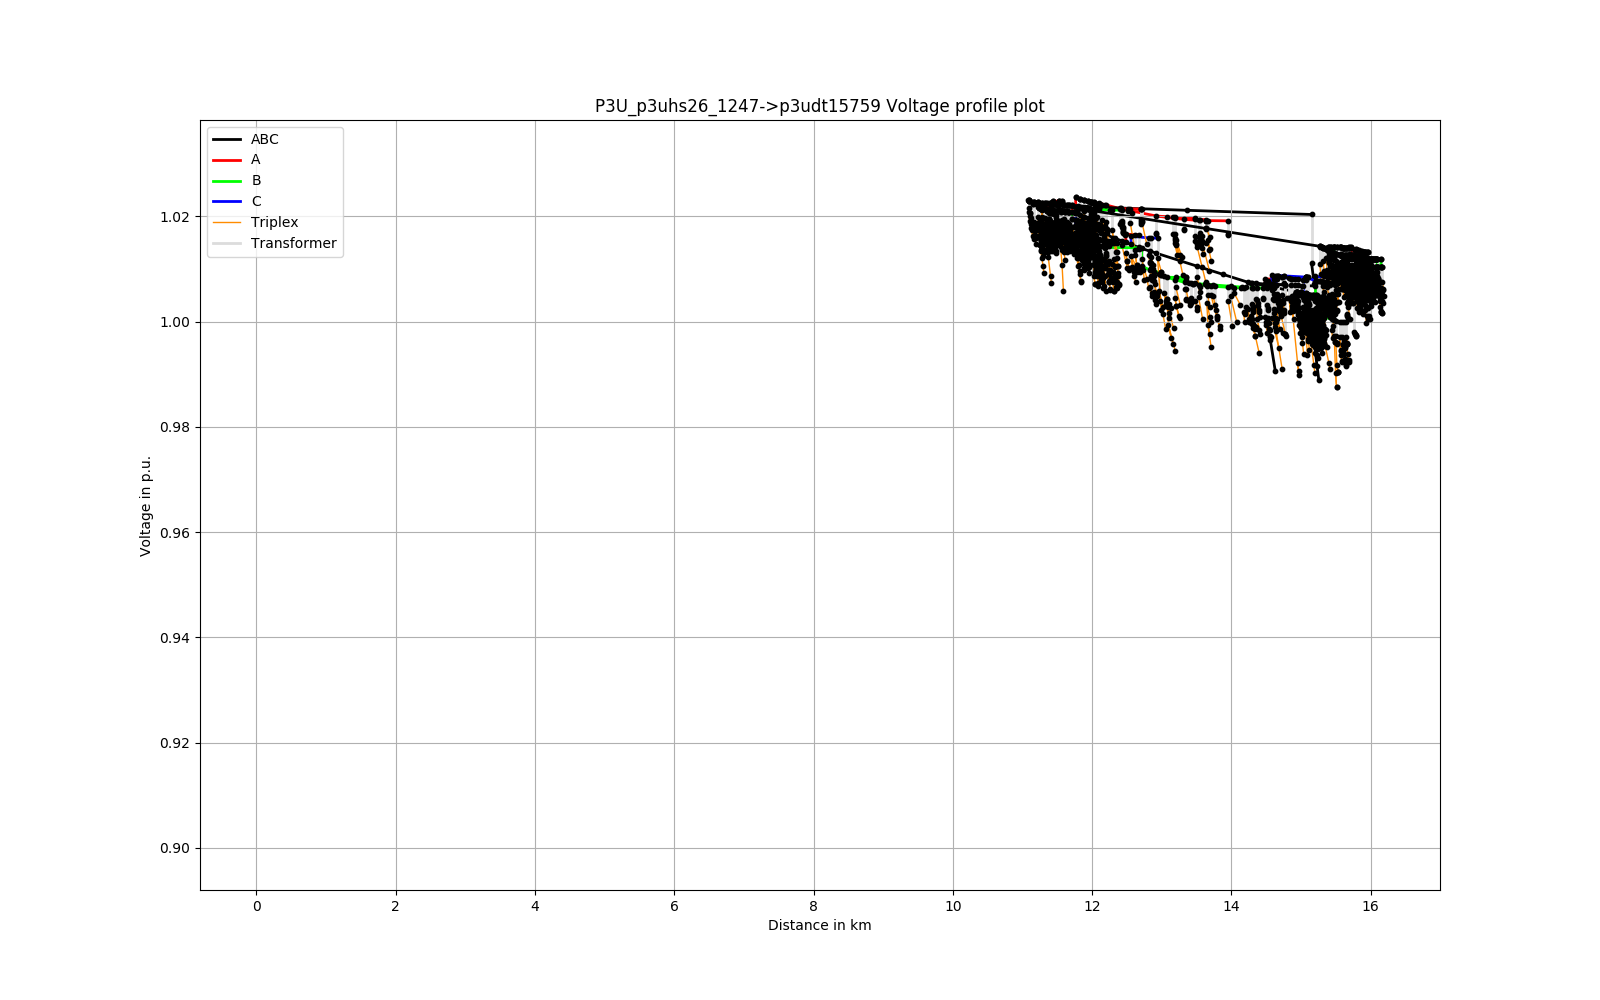 P3U_p3uhs26_1247->p3udt15759 Voltage profile plot
ABC
A
B
C
Triplex
Transformer
1.02
1.00
0.98
0.96
0.94
0.92
0.90
Voltage in p.u.
0 2 4 6 8 10 12 14 16
Distance in km